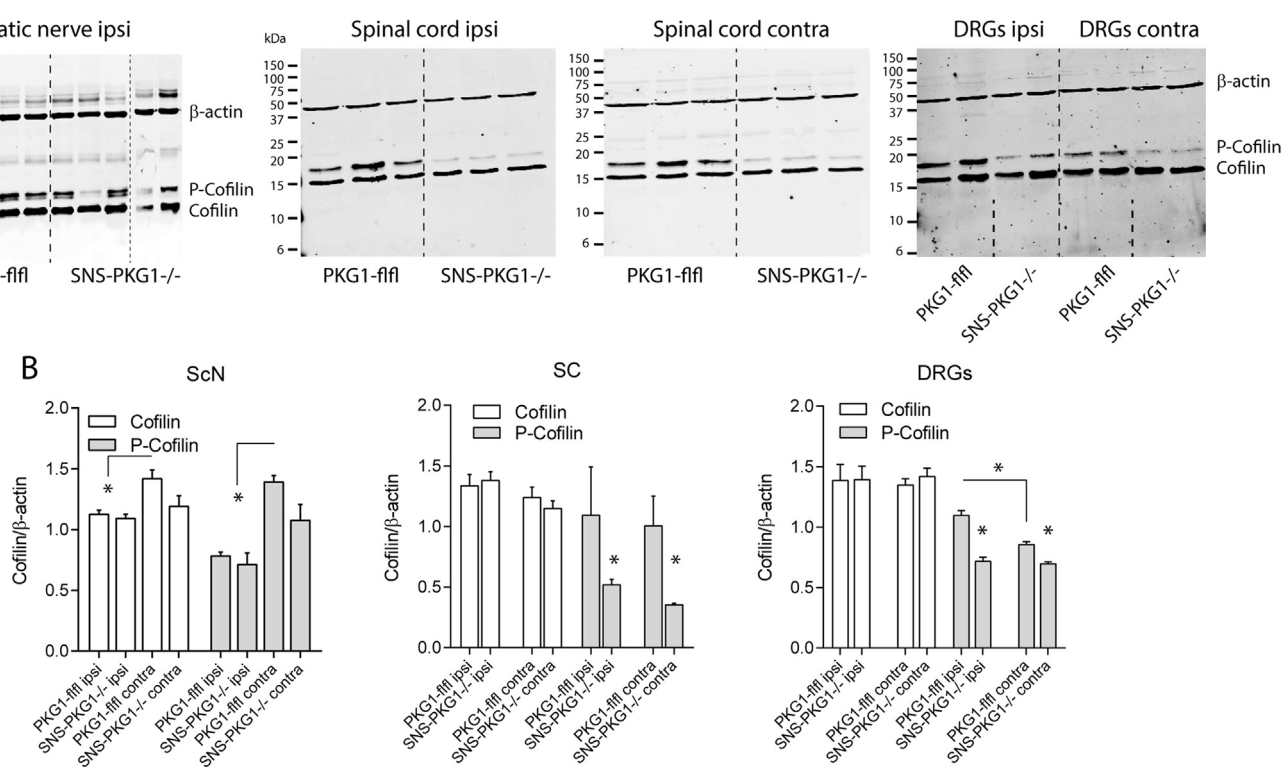 atic nerve ipsi
β-actin
P-Cofilin
Cofilin
-flfl
SNS-PKG1-/-
Spinal cord ipsi
kDa
150
100
75
50
37
25
20
15
10
6
PKG1-flfl
SNS-PKG1-/-
Spinal cord contra
150
100
75
50
37
25
20
15
10
6
PKG1-flfl
SNS-PKG1-/-
DRGs ipsi
DRGs contra
150
100
75
50
37
25
20
15
10
6
β-actin
P-Cofilin
Cofilin
PKG1-flfl
SNS-PKG1-/-
PKG1-flfl
SNS-PKG1-/-
B
ScN
Cofilin
P-Cofilin
Cofilin/β-actin
2.0
1.5
1.0
0.5
0.0
*
*
PKG1-flfl ipsi
SNS-PKG1-/- ipsi
PKG1-flfl contra
SNS-PKG1-/- contra
PKG1-flfl ipsi
SNS-PKG1-/- ipsi
PKG1-flfl contra
SNS-PKG1-/- contra
SC
Cofilin
P-Cofilin
Cofilin/β-actin
2.0
1.5
1.0
0.5
0.0
*
*
PKG1-flfl ipsi
SNS-PKG1-/- ipsi
PKG1-flfl contra
SNS-PKG1-/- contra
PKG1-flfl ipsi
SNS-PKG1-/- ipsi
PKG1-flfl contra
SNS-PKG1-/- contra
DRGs
Cofilin
P-Cofilin
Cofilin/β-actin
2.0
1.5
1.0
0.5
0.0
*
*
*
PKG1-flfl ipsi
SNS-PKG1-/- ipsi
PKG1-flfl contra
SNS-PKG1-/- contra
PKG1-flfl ipsi
SNS-PKG1-/- ipsi
PKG1-flfl contra
SNS-PKG1-/- contra